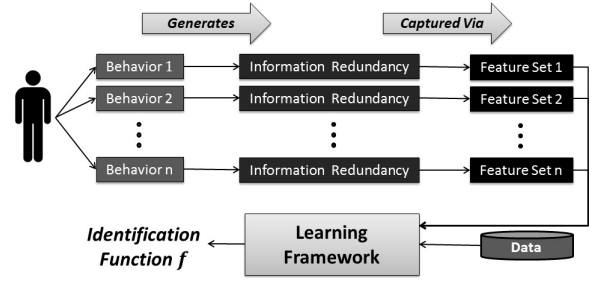 Generates
Captured Via
Behavior 1
Information Redundancy
Feature Set 1
Behavior 2
Information Redundancy
Feature Set 2
Behavior n
Information Redundancy
Feature Set n
Identification
Function f
Learning
Framework
Data